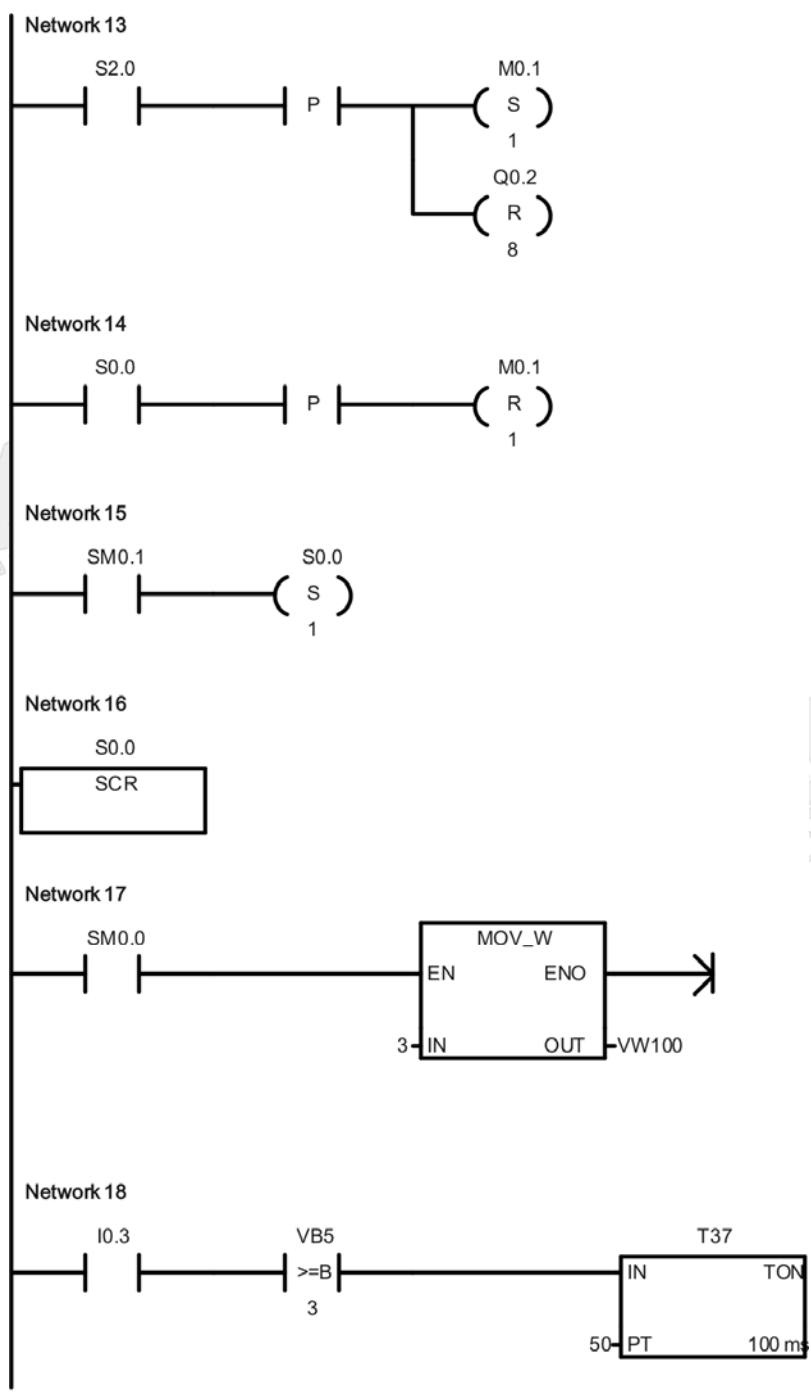 Network 13
S2.0
P
M0.1
S
1
Q0.2
R
8
Network 14
S0.0
P
M0.1
R
1
Network 15
SM0.1
S0.0
S
1
Network 16
S0.0
SCR
Network 17
SM0.0
MOV_W
EN ENO
3 IN OUT VW100
Network 18
I0.3 VB5 T37
>=B IN TON
3
50 PT 100 ms